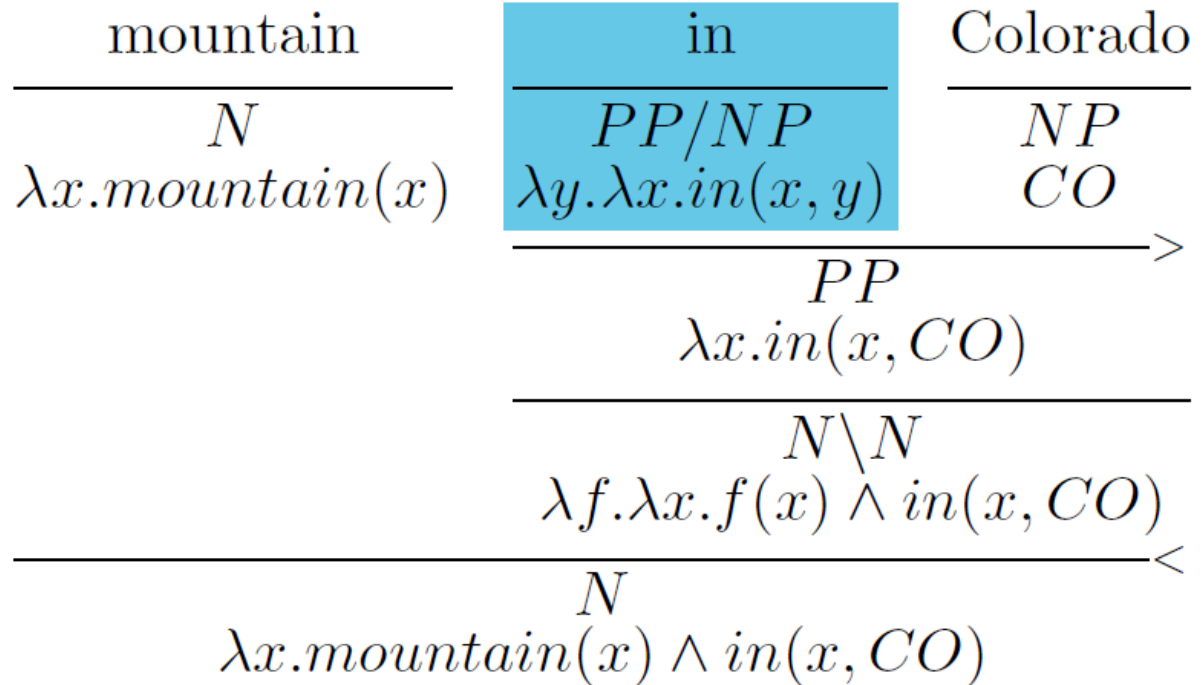 mountain in Colorado
N PP/NP NP
λx.mountain(x) λy.λx.in(x, y) CO
>
PP
λx.in(x, CO)
N\N
λf.λx.f(x) ∧ in(x, CO)
<
N
λx.mountain(x) ∧ in(x, CO)